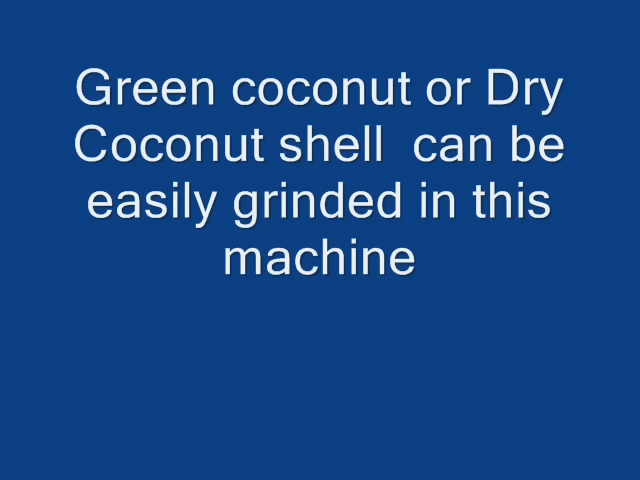 Green coconut or Dry
Coconut shell  can be
easily grinded in this
machine